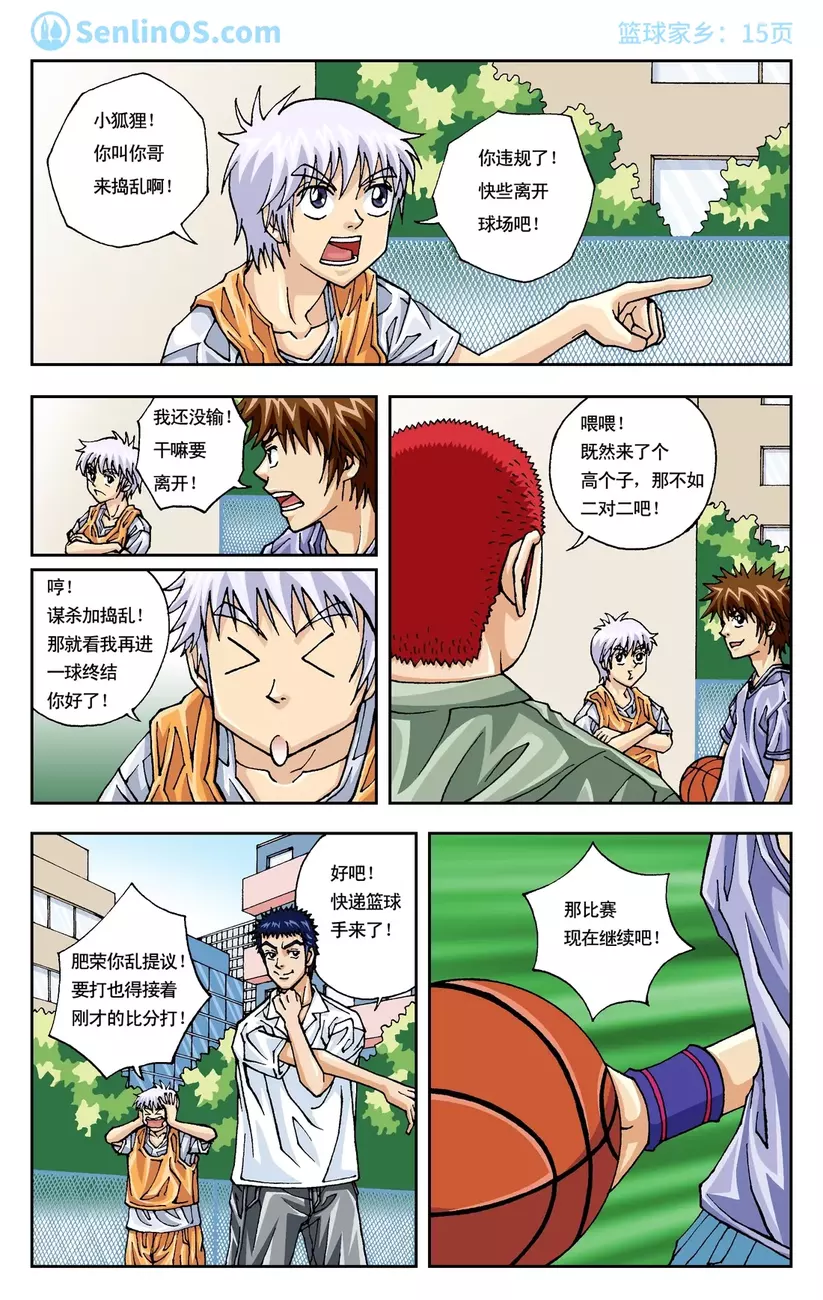 SenlinOS.com
篮球家乡：15页
小狐狸！
你叫你哥
来捣乱啊！
你违规了！
快些离开
球场吧！
我还没输！
干嘛要
离开！
喂喂！
既然来了个
高个子，那不如
二对二吧！
哼！
谋杀加捣乱！
那就看我再进
一球终结
你好了！
肥荣你乱提议！
要打也得接着
刚才的比分打！
好吧！
快递篮球
手来了！
那比赛
现在继续吧！